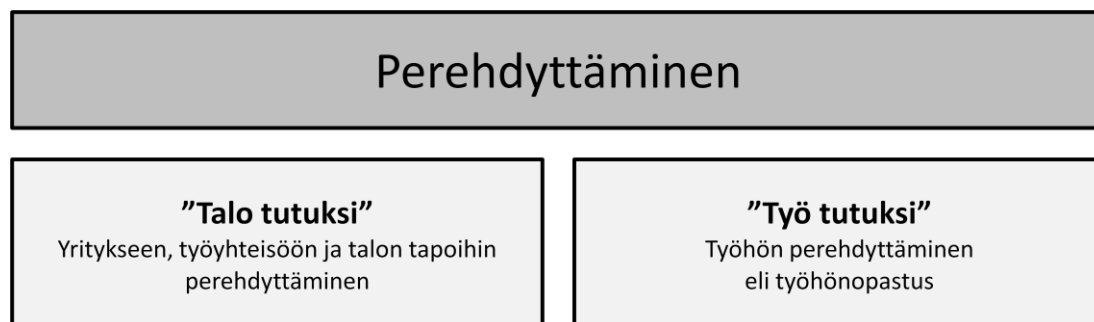 Perehdyttäminen
”Talo tutuksi”
Yritykseen, työyhteisöön ja talon tapoihin
perehdyttäminen
”Työ tutuksi”
Työhön perehdyttäminen
eli työhönopastus